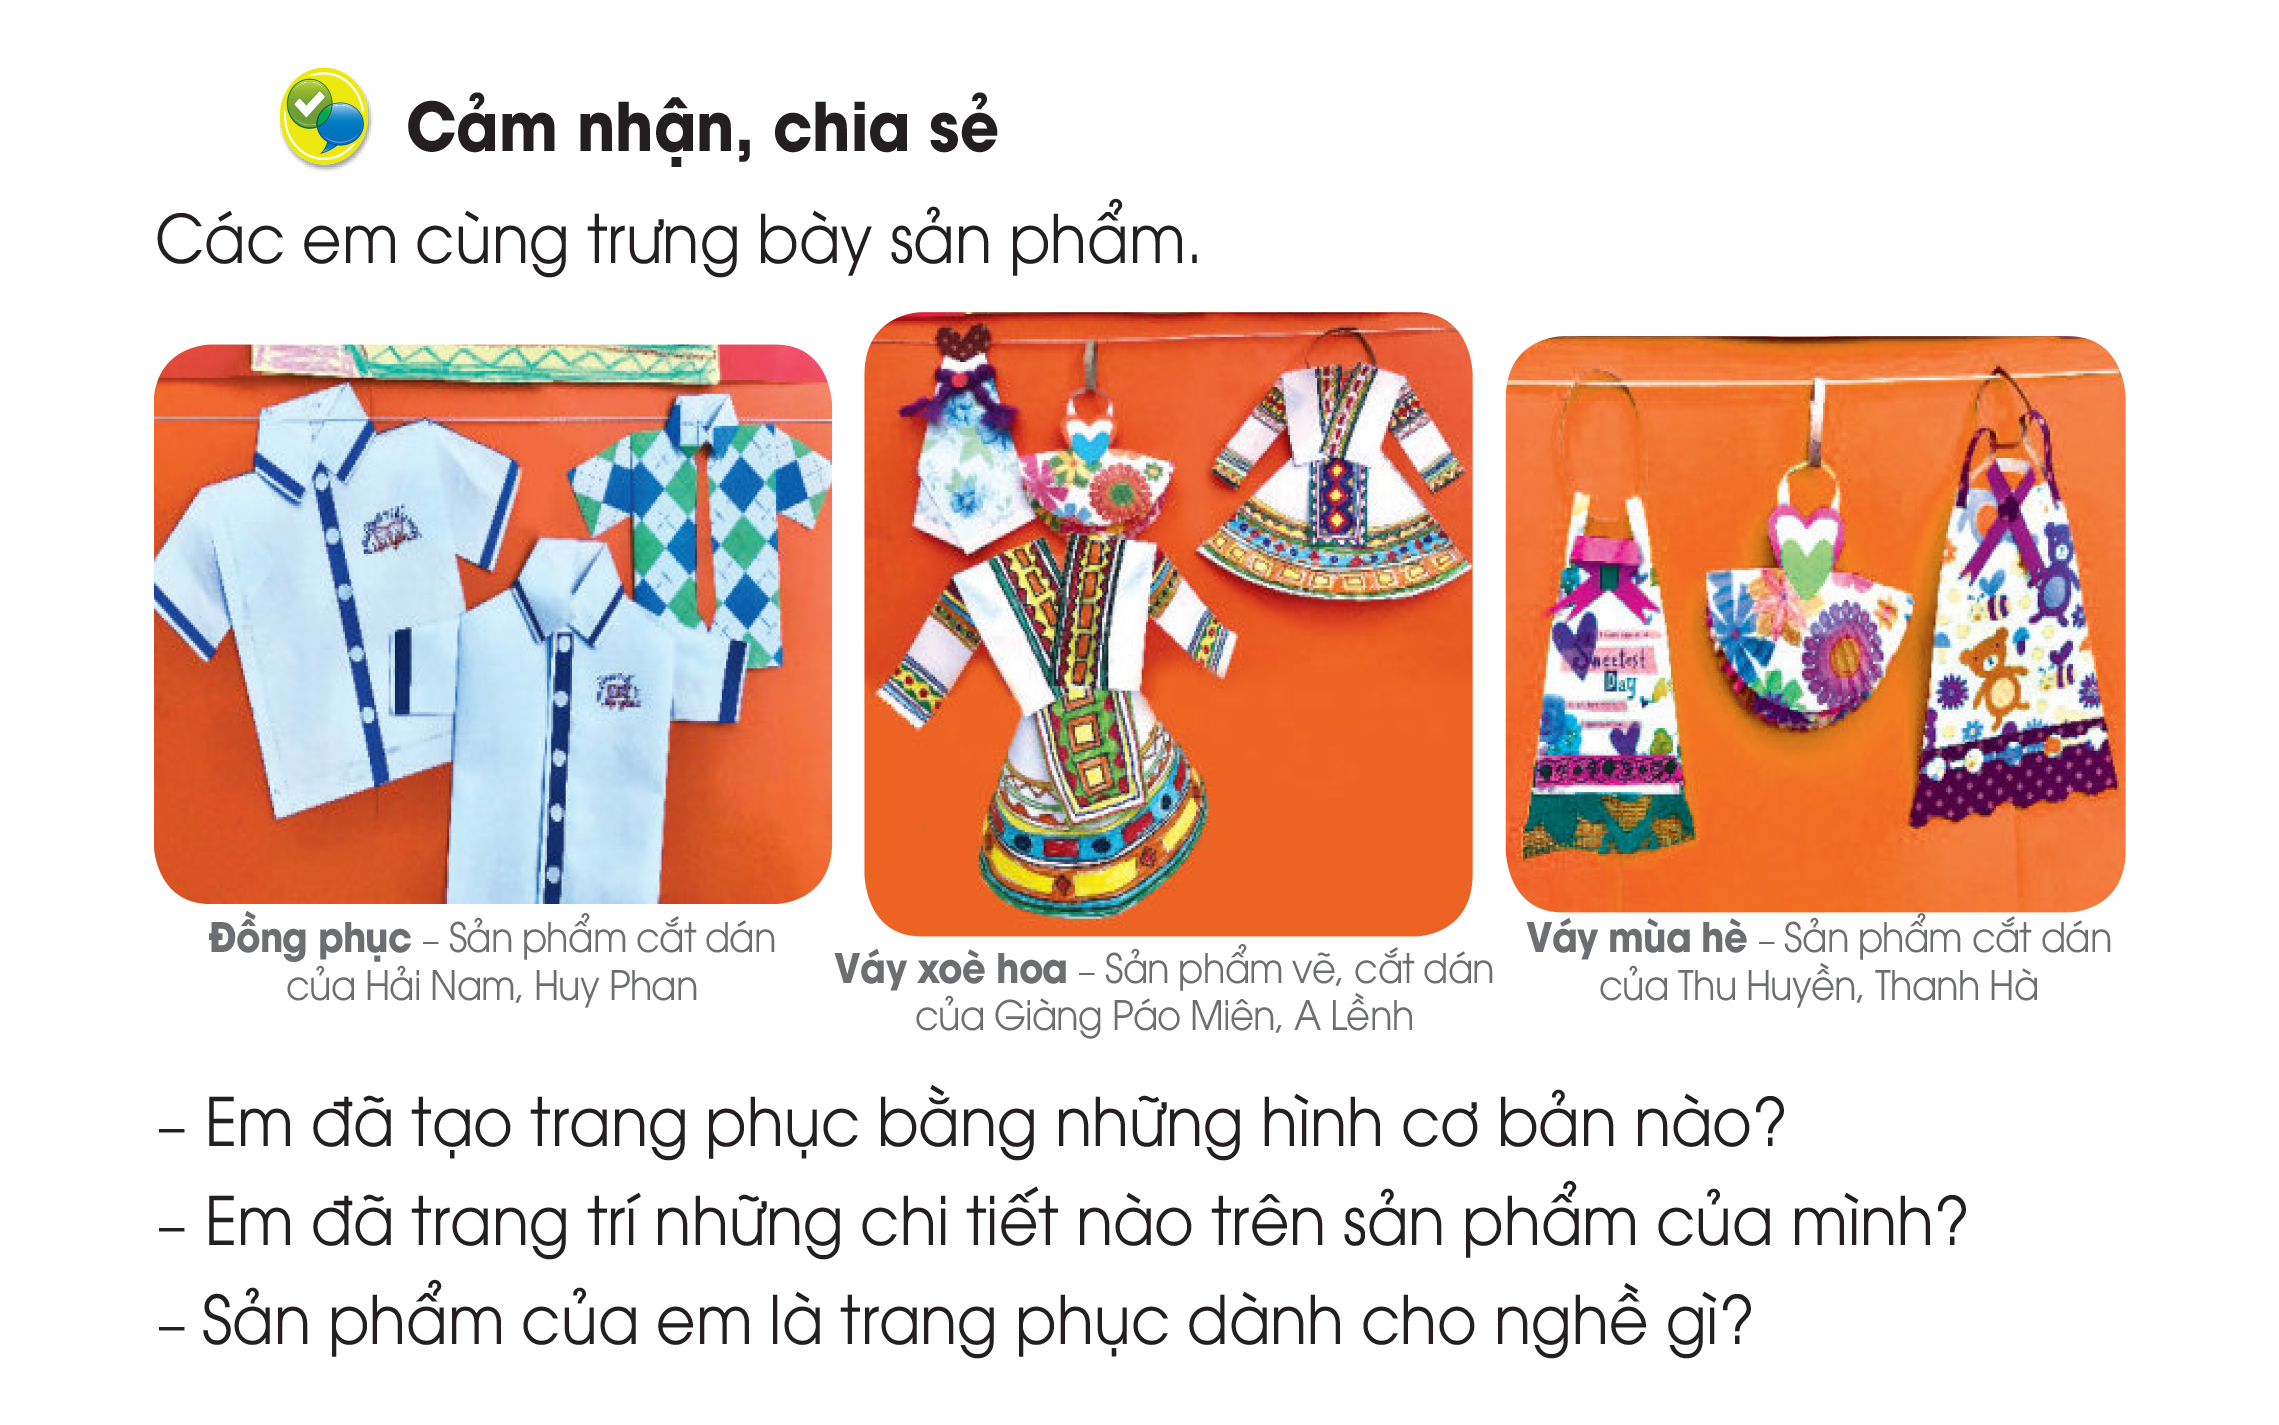 Cảm nhận, chia sẻ
Các em cùng trưng bày sản phẩm.
Sweetest
Day
Đồng phục – Sản phẩm cắt dán
của Hải Nam, Huy Phan
Váy xoè hoa – Sản phẩm vẽ, cắt dán
của Giàng Páo Miên, A Lềnh
Váy mùa hè – Sản phẩm cắt dán
của Thu Huyền, Thanh Hà
– Em đã tạo trang phục bằng những hình cơ bản nào?
– Em đã trang trí những chi tiết nào trên sản phẩm của mình?
– Sản phẩm của em là trang phục dành cho nghề gì?